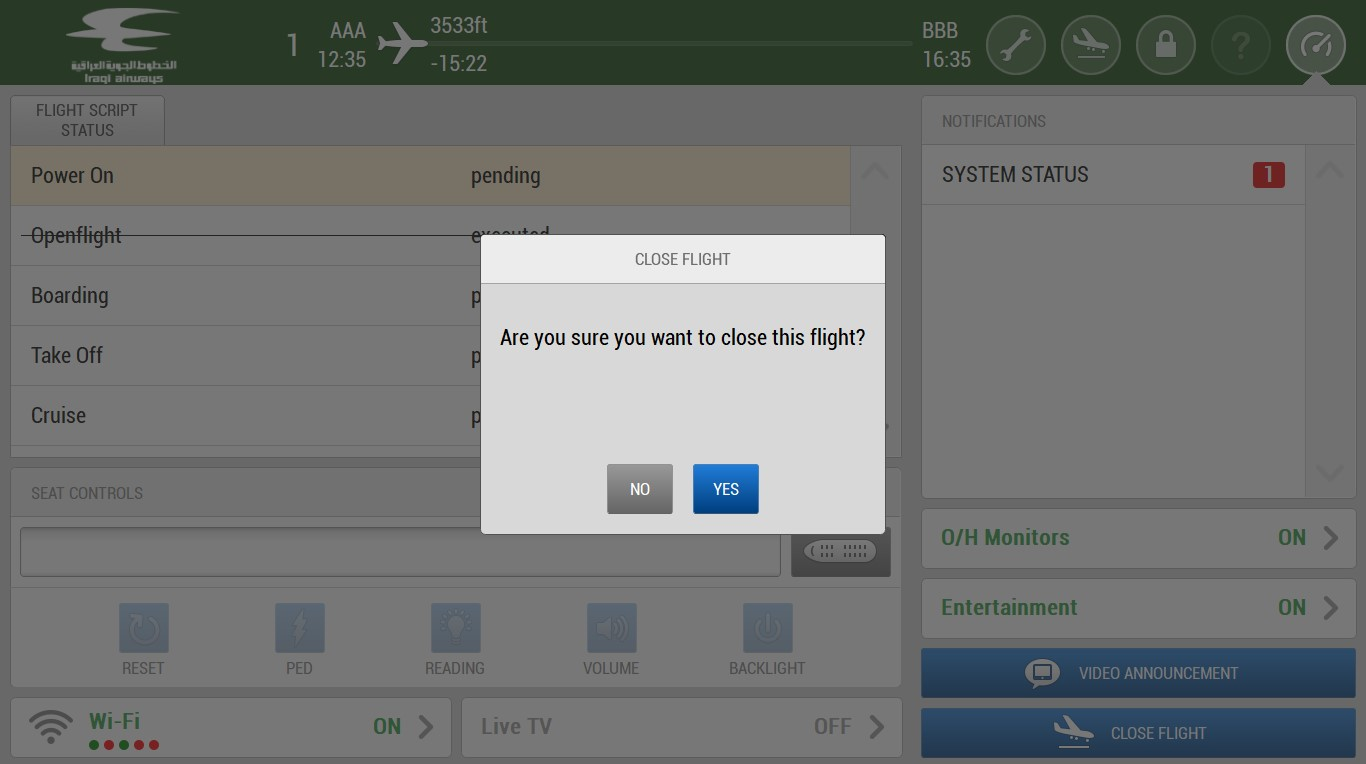 الخطوط الجوية العراقية
Iraqi airways
1
AAA
12:35
3533ft
-15:22
BBB
16:35
?
FLIGHT SCRIPT
STATUS
Power On pending
Openflight executed
Boarding p
Take Off p
Cruise p
NOTIFICATIONS
SYSTEM STATUS 1
CLOSE FLIGHT
Are you sure you want to close this flight?
NO YES
SEAT CONTROLS
RESET PED READING VOLUME BACKLIGHT
Wi-Fi ON
Live TV OFF
O/H Monitors ON
Entertainment ON
VIDEO ANNOUNCEMENT
CLOSE FLIGHT